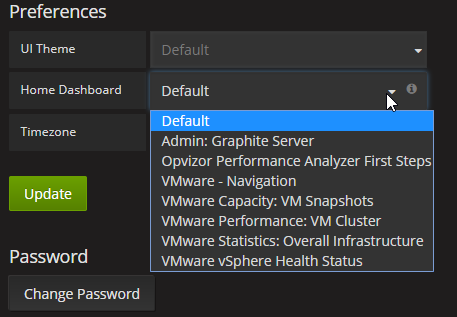 Preferences
UI Theme
Default
Home Dashboard
Default
Timezone
Default
Admin: Graphite Server
Opvizor Performance Analyzer First Steps
VMware - Navigation
VMware Capacity: VM Snapshots
VMware Performance: VM Cluster
VMware Statistics: Overall Infrastructure
VMware vSphere Health Status
Update
Password
Change Password